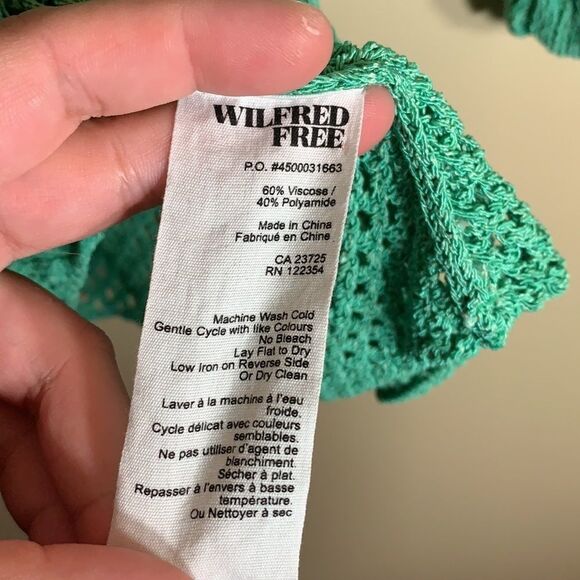 WILFRED
FREE
P.O. #4500031663
60% Viscose /
40% Polyamide
Made in China
Fabriqué en Chine
CA 23725
RN 122354
Machine Wash Cold
Gentle Cycle with like Colours
No Bleach
Lay Flat to Dry
Low Iron on Reverse Side
Or Dry Clean
Laver à la machine à l'eau
froide.
Cycle délicat avec couleurs
semblables.
Ne pas utiliser d'agent de
blanchiment.
Sécher à plat.
Repasser à l'envers à basse
température.
Ou Nettoyer à sec